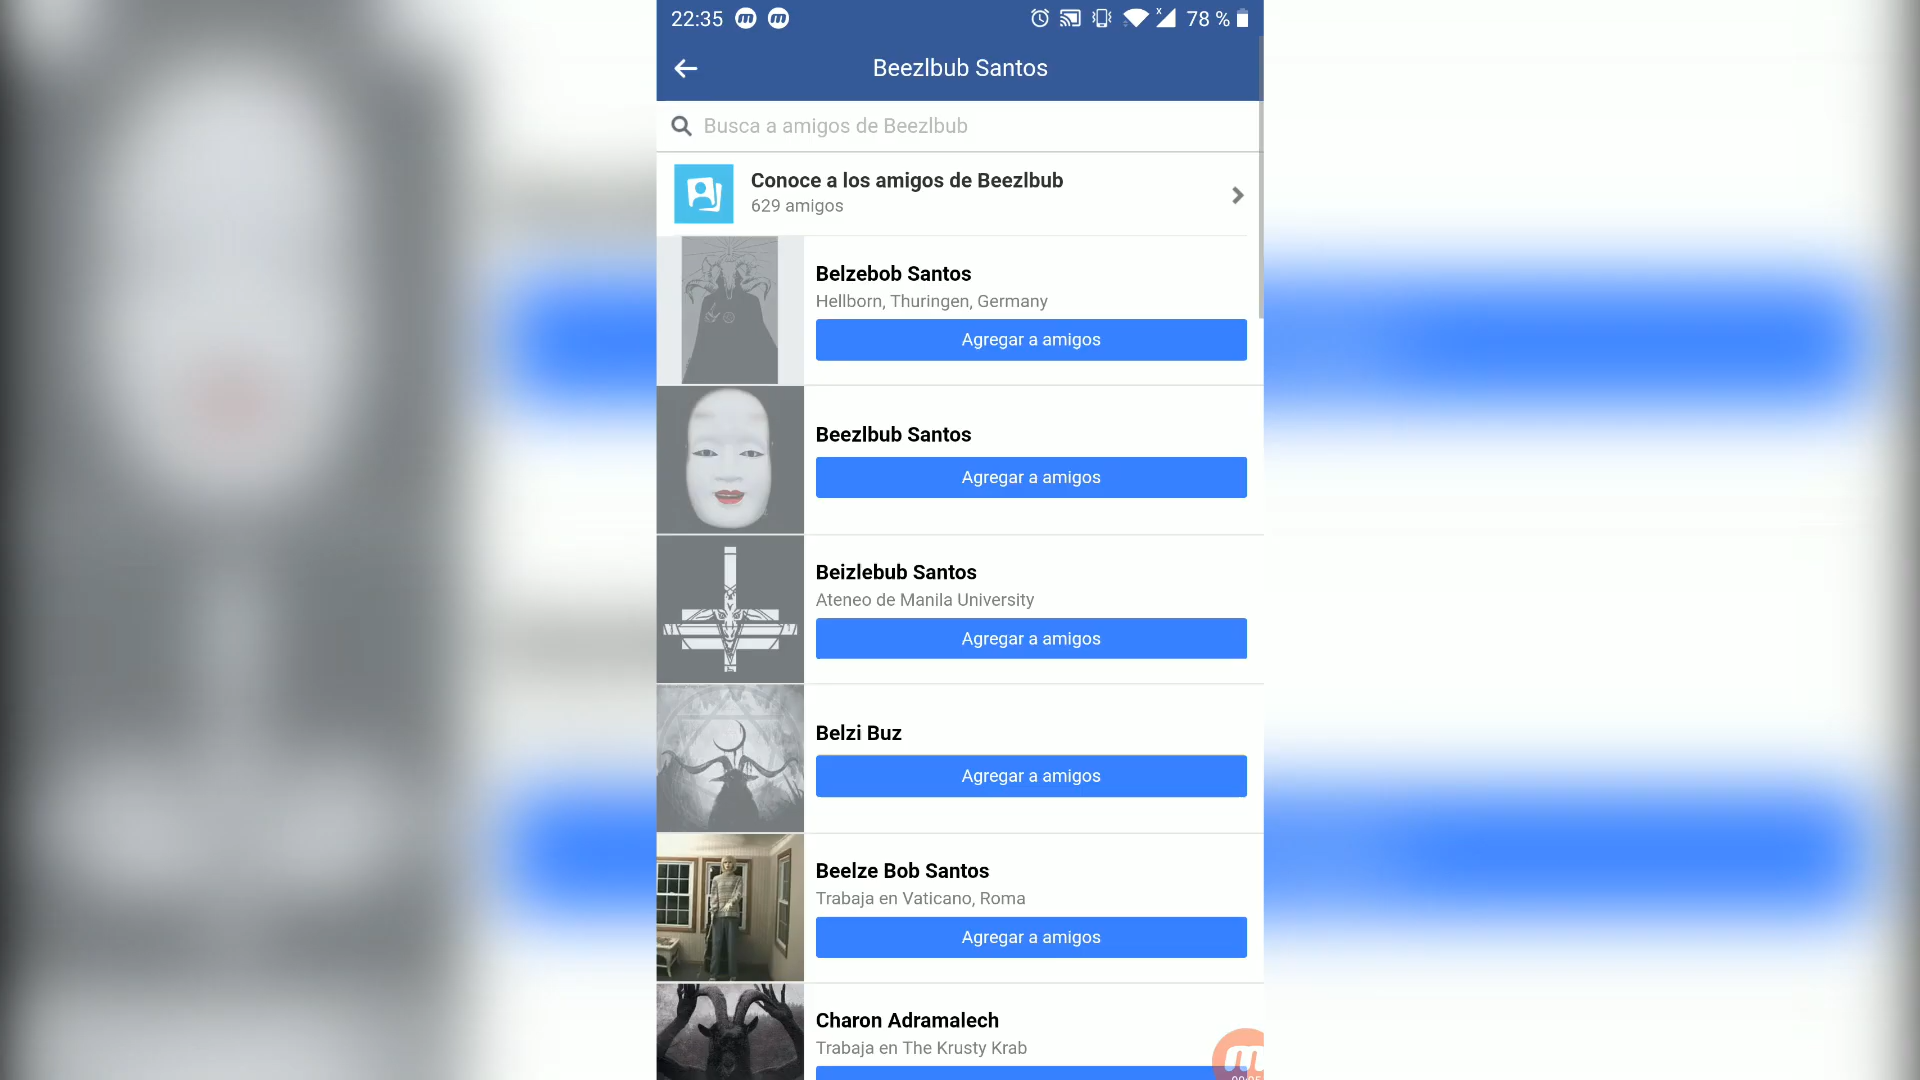 22:35
78 %
Beezlbub Santos
Busca a amigos de Beezlbub
Conoce a los amigos de Beezlbub
629 amigos
Belzebob Santos
Hellborn, Thuringen, Germany
Agregar a amigos
Beezlbub Santos
Agregar a amigos
Beizlebub Santos
Ateneo de Manila University
Agregar a amigos
Belzi Buz
Agregar a amigos
Beelze Bob Santos
Trabaja en Vaticano, Roma
Agregar a amigos
Charon Adramalech
Trabaja en The Krusty Krab